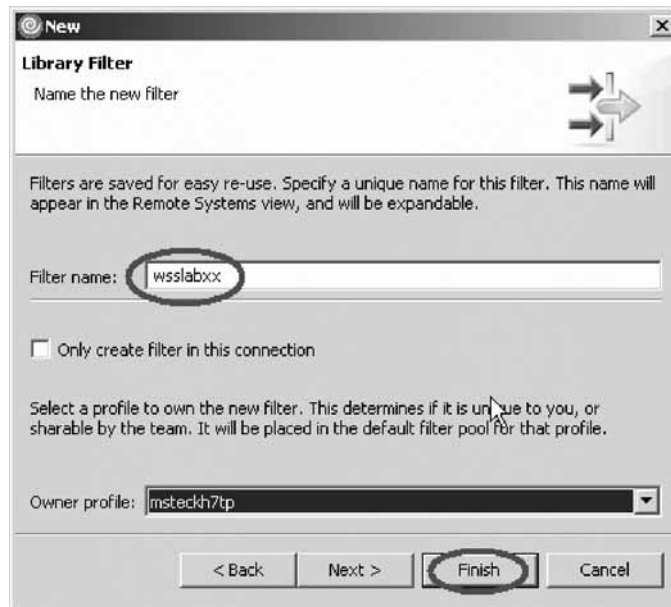 New
Library Filter
Name the new filter
Filters are saved for easy re-use. Specify a unique name for this filter. This name will
appear in the Remote Systems view, and will be expandable.
Filter name: wsslabxx
Only create filter in this connection
Select a profile to own the new filter. This determines if it is unique to you, or
sharable by the team. It will be placed in the default filter pool for that profile.
Owner profile: msteckh7tp
< Back Next > Finish Cancel